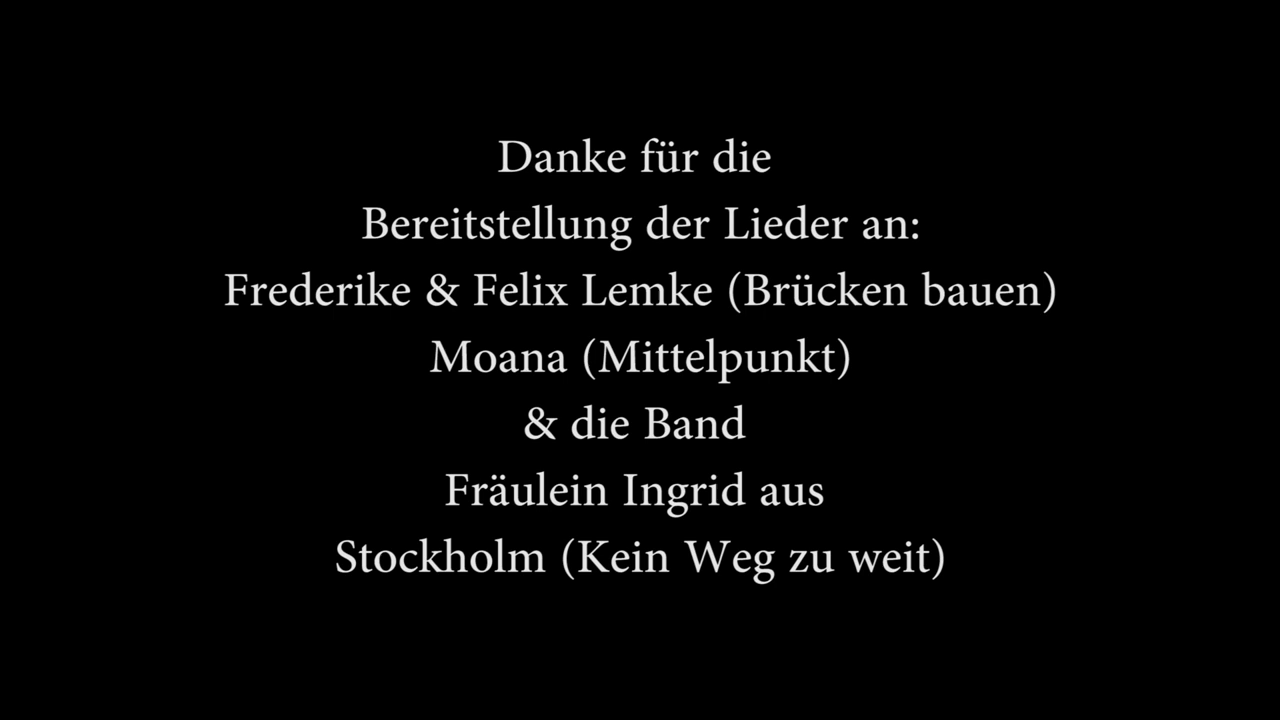 Danke für die
Bereitstellung der Lieder an:
Frederike & Felix Lemke (Brücken bauen)
Moana (Mittelpunkt)
& die Band
Fräulein Ingrid aus
Stockholm (Kein Weg zu weit)